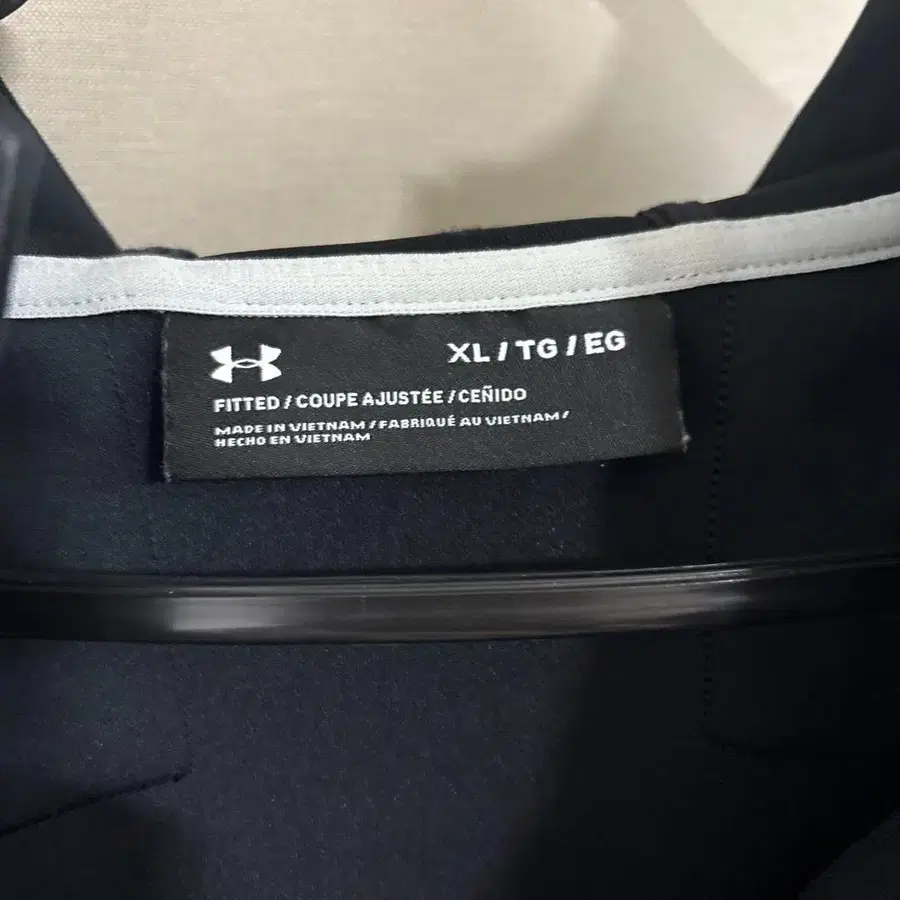 XL / TG / EG
FITTED / COUPE AJUSTÉE / CEÑIDO
MADE IN VIETNAM / FABRIQUÉ AU VIETNAM /
HECHO EN VIETNAM